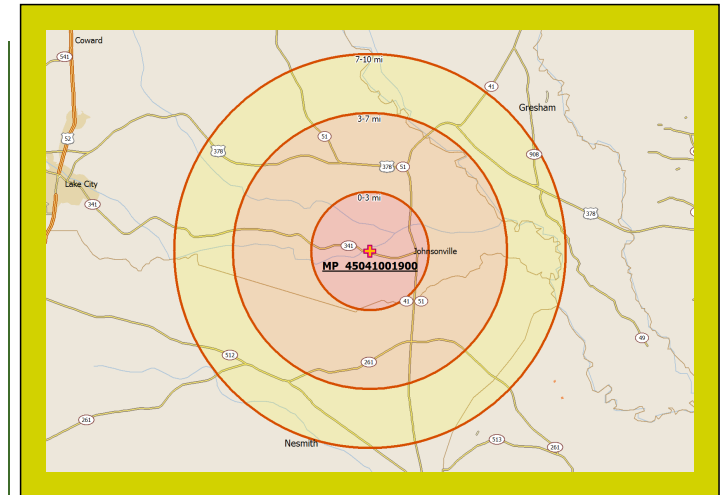 Coward
541
7-10 mi
41
Gresham
3-7 mi
51
52
378
378 51
908
Lake City
0-3 mi
341
378
341
Johnsonville
MP 45041001900
41 51
49
512
261
261
Nesmith
513
261